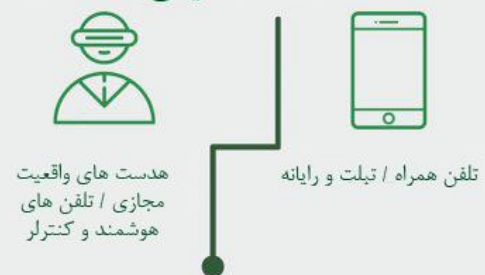 تلفن همراه / تبلت و رایانه
هدست های واقعیت
مجازی / تلفن های
هوشمند و کنترلر